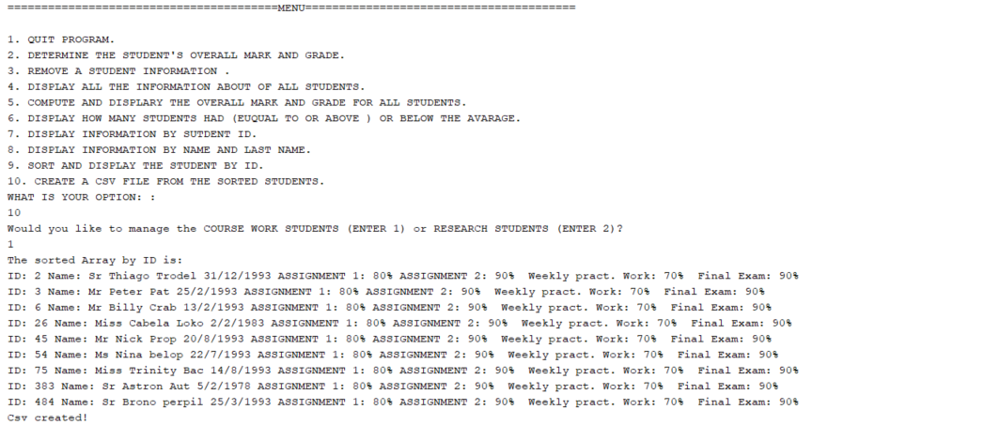 ========================================MENU========================================
1. QUIT PROGRAM.
2. DETERMINE THE STUDENT'S OVERALL MARK AND GRADE.
3. REMOVE A STUDENT INFORMATION .
4. DISPLAY ALL THE INFORMATION ABOUT OF ALL STUDENTS.
5. COMPUTE AND DISPLARY THE OVERALL MARK AND GRADE FOR ALL STUDENTS.
6. DISPLAY HOW MANY STUDENTS HAD (EUQUAL TO OR ABOVE ) OR BELOW THE AVARAGE.
7. DISPLAY INFORMATION BY SUTDENT ID.
8. DISPLAY INFORMATION BY NAME AND LAST NAME.
9. SORT AND DISPLAY THE STUDENT BY ID.
10. CREATE A CSV FILE FROM THE SORTED STUDENTS.
WHAT IS YOUR OPTION: :
10
Would you like to manage the COURSE WORK STUDENTS (ENTER 1) or RESEARCH STUDENTS (ENTER 2)?
1
The sorted Array by ID is:
ID: 2 Name: Sr Thiago Trodel 31/12/1993 ASSIGNMENT 1: 80% ASSIGNMENT 2: 90%  Weekly pract. Work: 70%  Final Exam: 90%
ID: 3 Name: Mr Peter Pat 25/2/1993 ASSIGNMENT 1: 80% ASSIGNMENT 2: 90%  Weekly pract. Work: 70%  Final Exam: 90%
ID: 6 Name: Mr Billy Crab 13/2/1993 ASSIGNMENT 1: 80% ASSIGNMENT 2: 90%  Weekly pract. Work: 70%  Final Exam: 90%
ID: 26 Name: Miss Cabela Loko 2/2/1983 ASSIGNMENT 1: 80% ASSIGNMENT 2: 90%  Weekly pract. Work: 70%  Final Exam: 90%
ID: 45 Name: Mr Nick Prop 20/8/1993 ASSIGNMENT 1: 80% ASSIGNMENT 2: 90%  Weekly pract. Work: 70%  Final Exam: 90%
ID: 54 Name: Ms Nina belop 22/7/1993 ASSIGNMENT 1: 80% ASSIGNMENT 2: 90%  Weekly pract. Work: 70%  Final Exam: 90%
ID: 75 Name: Miss Trinity Bac 14/8/1993 ASSIGNMENT 1: 80% ASSIGNMENT 2: 90%  Weekly pract. Work: 70%  Final Exam: 90%
ID: 383 Name: Sr Astron Aut 5/2/1978 ASSIGNMENT 1: 80% ASSIGNMENT 2: 90%  Weekly pract. Work: 70%  Final Exam: 90%
ID: 484 Name: Sr Brono perpil 25/3/1993 ASSIGNMENT 1: 80% ASSIGNMENT 2: 90%  Weekly pract. Work: 70%  Final Exam: 90%
Csv created!